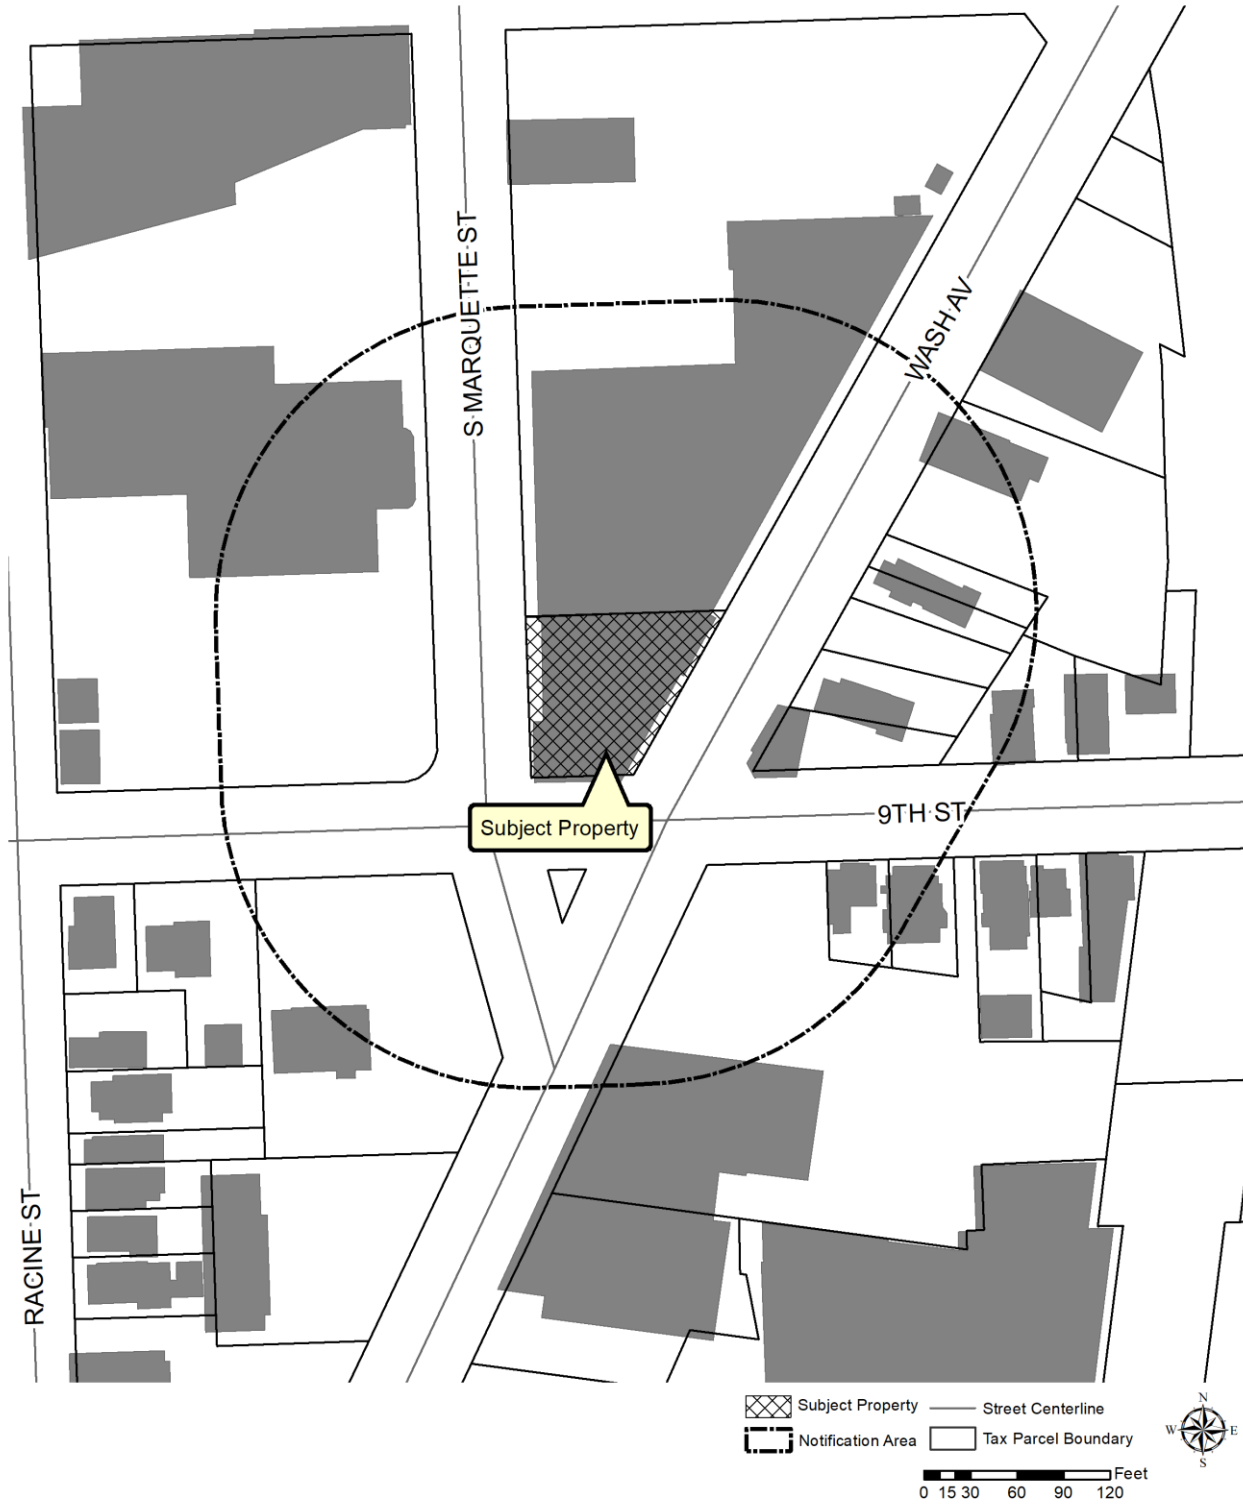 S MARQUETTE ST
WASH AV
Subject Property
9TH ST
RACINE ST
Subject Property
Street Centerline
Notification Area
Tax Parcel Boundary
N
W
E
S
Feet
0 15 30 60 90 120